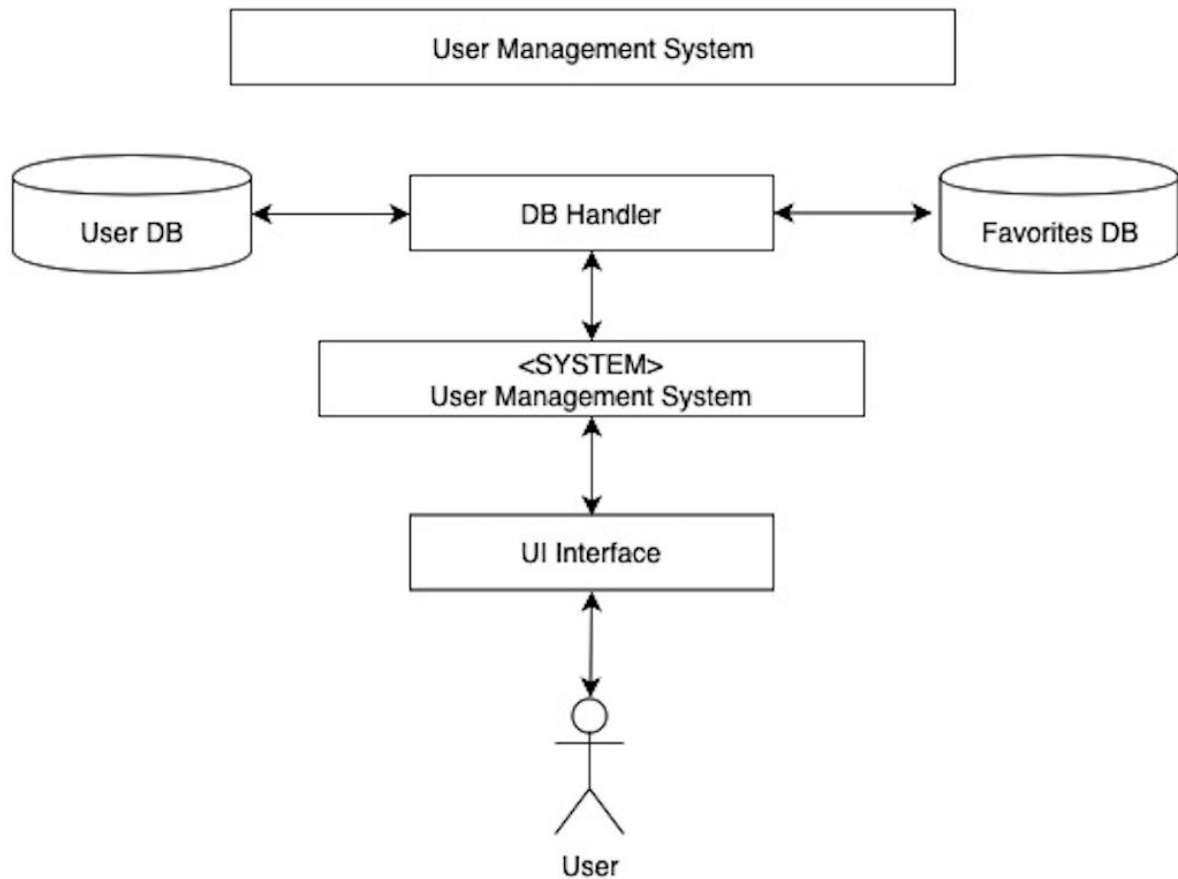 User Management System
User DB
DB Handler
Favorites DB
<SYSTEM>
User Management System
UI Interface
User